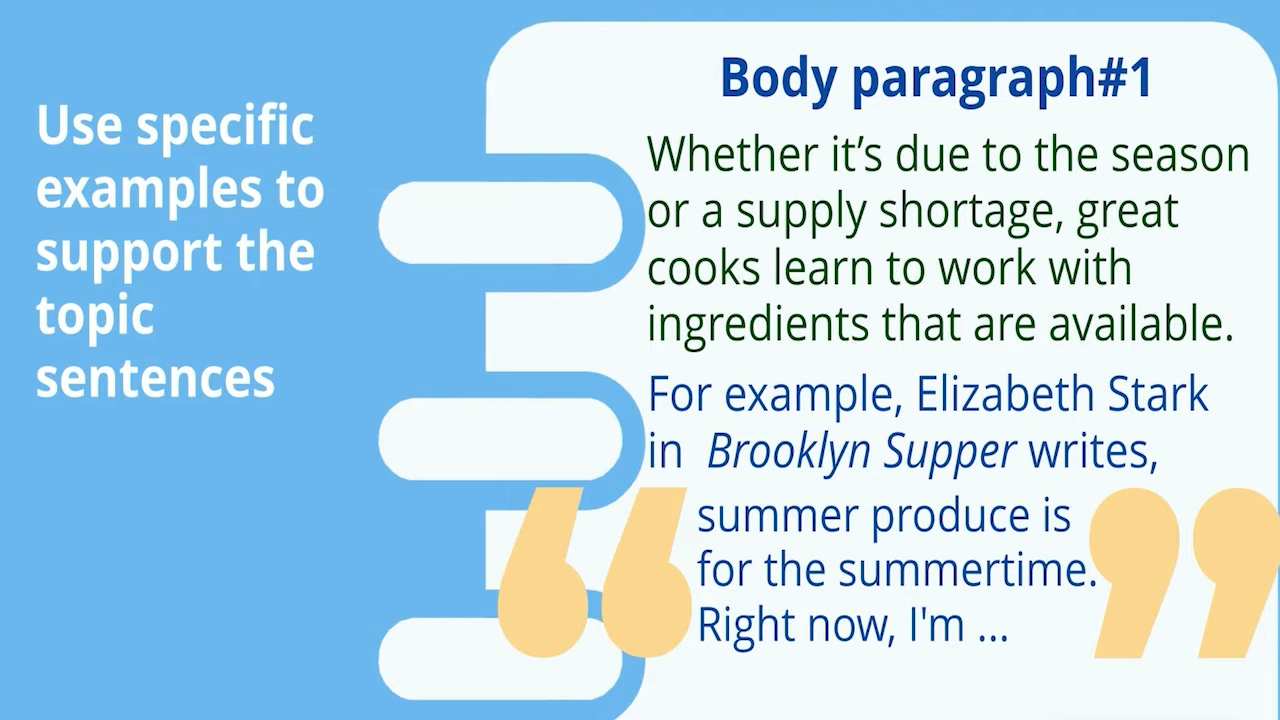 Use specific
examples to
support the
topic
sentences
Body paragraph#1
Whether it’s due to the season
or a supply shortage, great
cooks learn to work with
ingredients that are available.
For example, Elizabeth Stark
in Brooklyn Supper writes,
“ summer produce is ”
for the summertime.
Right now, I'm ...